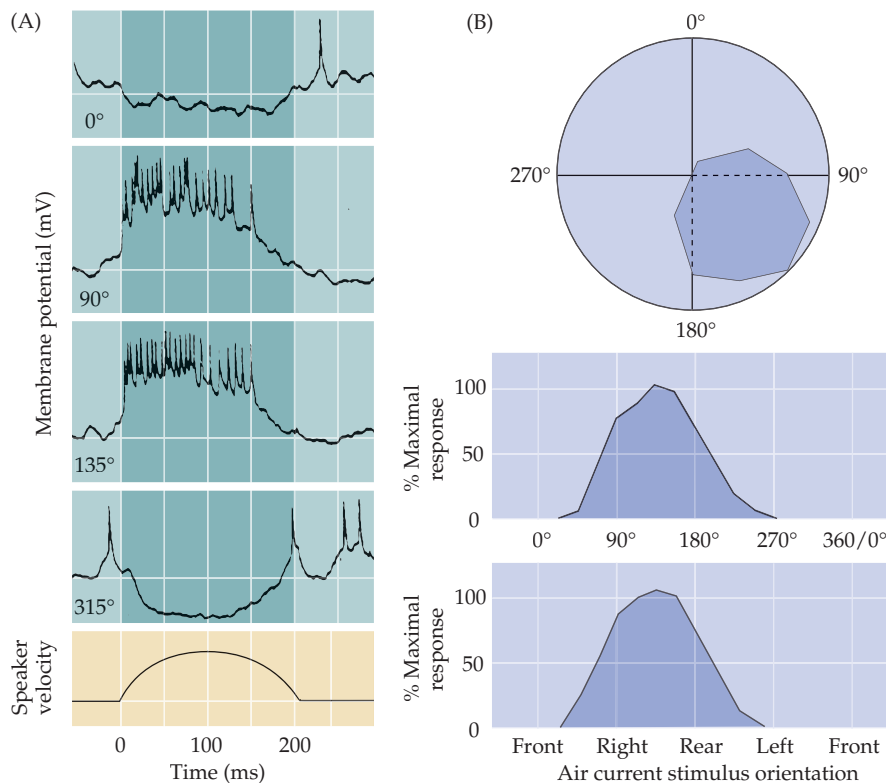 (A)
Membrane potential (mV)
0°
90°
135°
315°
Speaker
velocity
0 100 200
Time (ms)
(B)
0°
270° 90°
180°
% Maximal
response
100
50
0
0° 90° 180° 270° 360/0°
% Maximal
response
100
50
0
Front Right Rear Left Front
Air current stimulus orientation